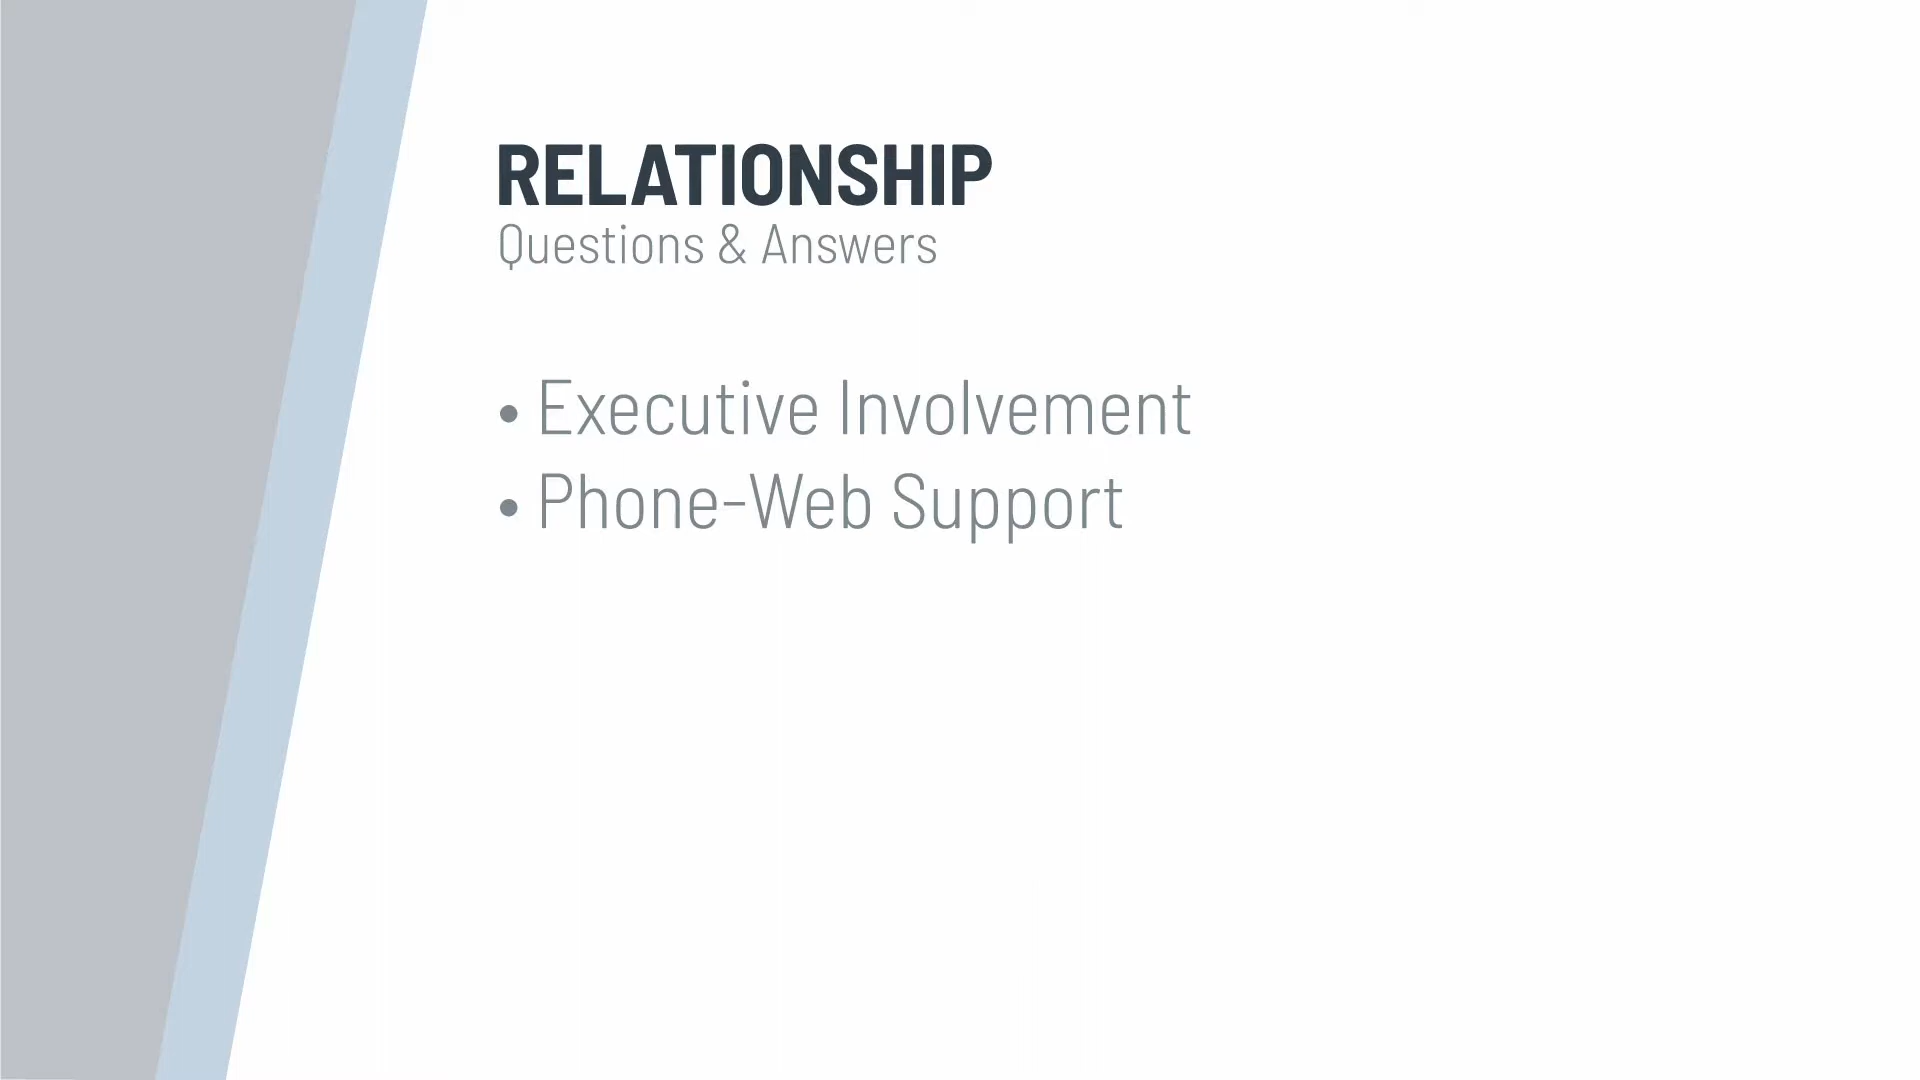 RELATIONSHIP
Questions & Answers
• Executive Involvement
• Phone-Web Support